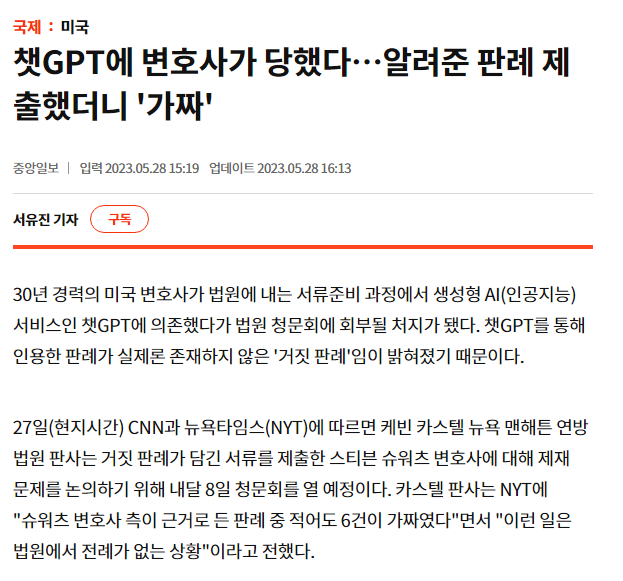 국제 : 미국
챗GPT에 변호사가 당했다…알려준 판례 제
출했더니 '가짜'
중앙일보 | 입력 2023.05.28 15:19 업데이트 2023.05.28 16:13
서유진 기자 구독
30년 경력의 미국 변호사가 법원에 내는 서류준비 과정에서 생성형 AI(인공지능)
서비스인 챗GPT에 의존했다가 법원 청문회에 회부될 처지가 됐다. 챗GPT를 통해
인용한 판례가 실제론 존재하지 않은 '거짓 판례'임이 밝혀졌기 때문이다.
27일(현지시간) CNN과 뉴욕타임스(NYT)에 따르면 케빈 카스텔 뉴욕 맨해튼 연방
법원 판사는 거짓 판례가 담긴 서류를 제출한 스티븐 슈워츠 변호사에 대해 제재
문제를 논의하기 위해 내달 8일 청문회를 열 예정이다. 카스텔 판사는 NYT에
"슈워츠 변호사 측이 근거로 든 판례 중 적어도 6건이 가짜였다"면서 "이런 일은
법원에서 전례가 없는 상황"이라고 전했다.